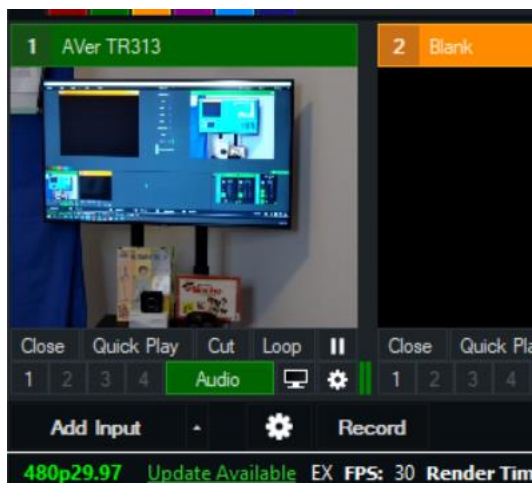 1 AVer TR313 2 Blank
Close Quick Play Cut Loop Close Quick Pla
1 2 3 4 Audio 1 2 3 4
Add Input Record
480p29.97 Update Available EX FPS: 30 Render Tim